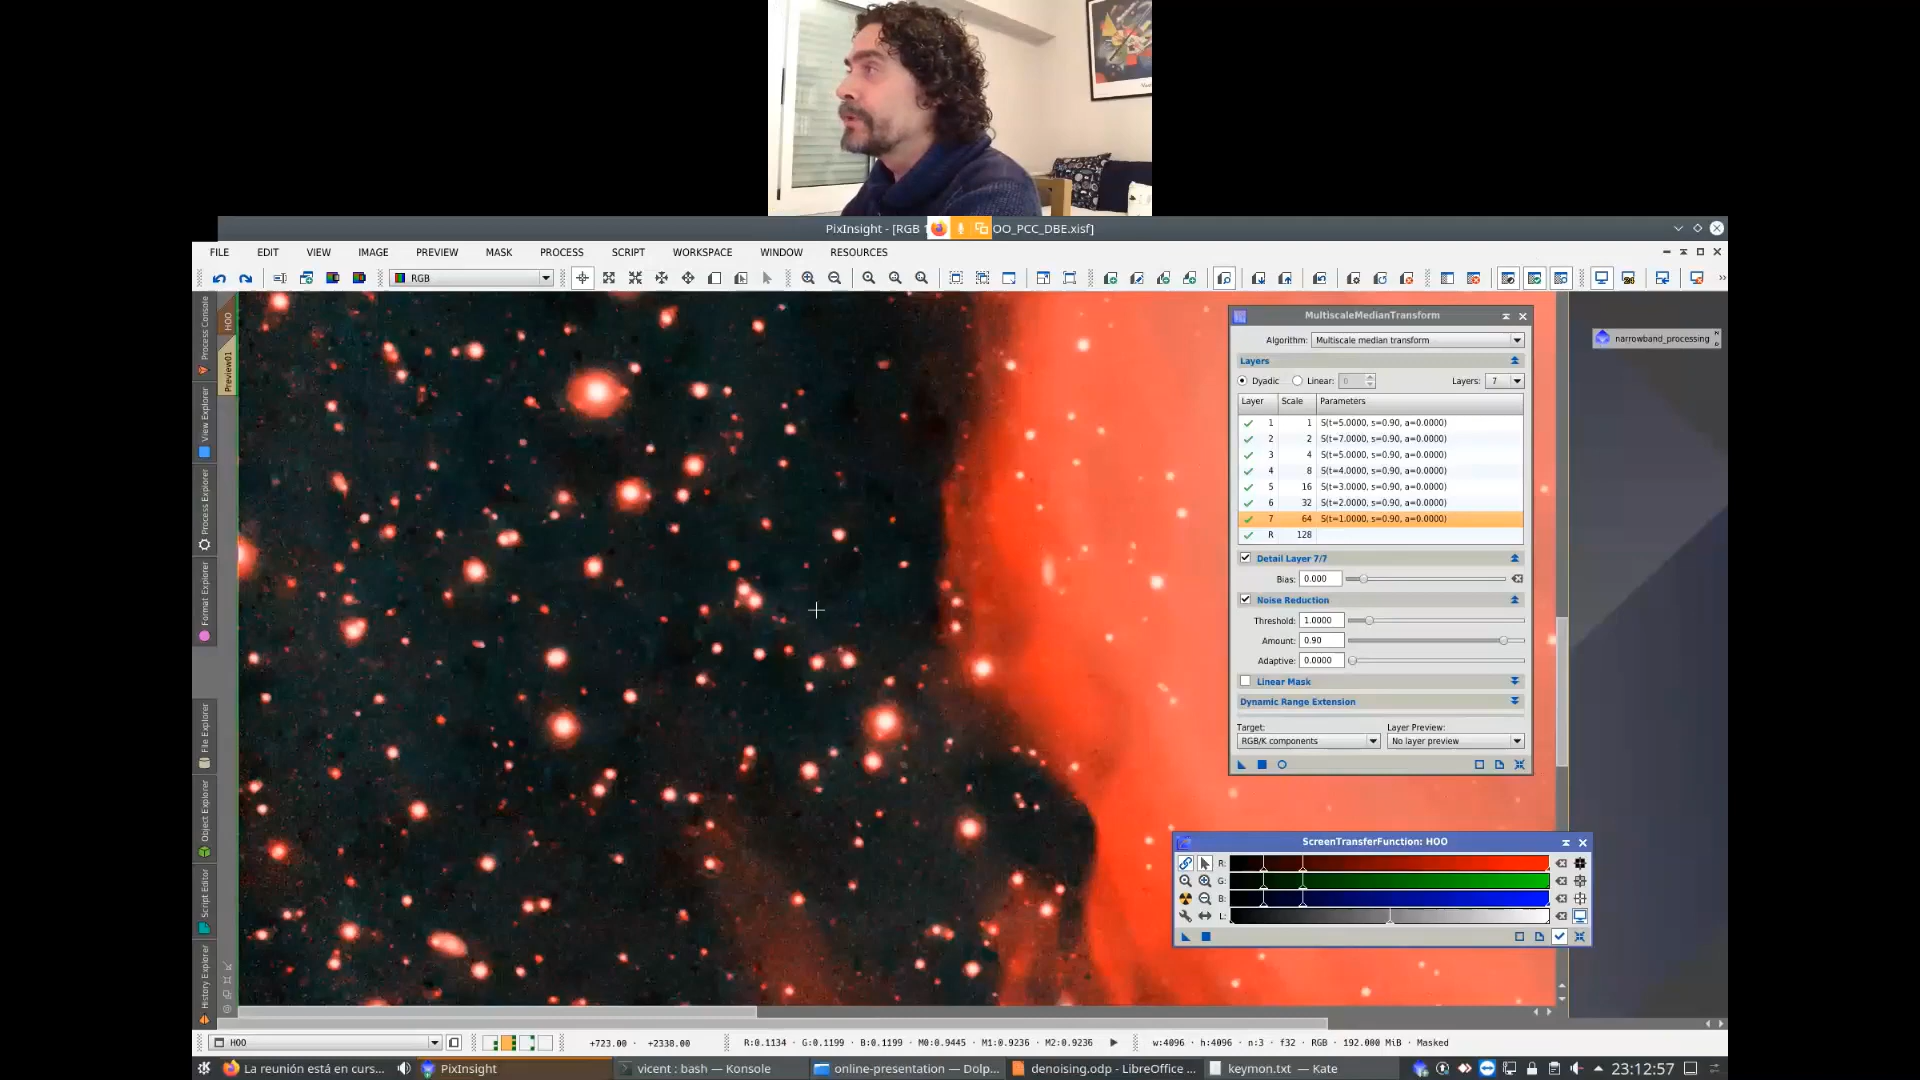 PixInsight - [RGB 1 OO_PCC_DBE.xisf]
FILE EDIT VIEW IMAGE PREVIEW MASK PROCESS SCRIPT WORKSPACE WINDOW RESOURCES
RGB
Process Console
View Explorer
Process Explorer
Format Explorer
File Explorer
Object Explorer
Script Editor
History Explorer
HOO
Preview01
MultiscaleMedianTransform
Algorithm: Multiscale median transform
Layers
Dyadic Linear: 0 Layers: 7
Layer Scale Parameters
1 1 S(t=5.0000, s=0.90, a=0.0000)
2 2 S(t=7.0000, s=0.90, a=0.0000)
3 4 S(t=5.0000, s=0.90, a=0.0000)
4 8 S(t=4.0000, s=0.90, a=0.0000)
5 16 S(t=3.0000, s=0.90, a=0.0000)
6 32 S(t=2.0000, s=0.90, a=0.0000)
7 64 S(t=1.0000, s=0.90, a=0.0000)
R 128
Detail Layer 7/7
Bias: 0.000
Noise Reduction
Threshold: 1.0000
Amount: 0.90
Adaptive: 0.0000
Linear Mask
Dynamic Range Extension
Target: Layer Preview:
RGB/K components No layer preview
narrowband_processing
ScreenTransferFunction: HOO
R:
G:
B:
L:
HOO +723.00 · +2338.00 R:0.1134 · G:0.1199 · B:0.1199 · M0:0.9445 · M1:0.9236 · M2:0.9236 w:4096 · h:4096 · n:3 · f32 · RGB · 192.000 MiB · Masked
La reunión está en curs... PixInsight vicent : bash — Konsole online-presentation — Dolp... denoising.odp - LibreOffice ... keymon.txt — Kate 23:12:57